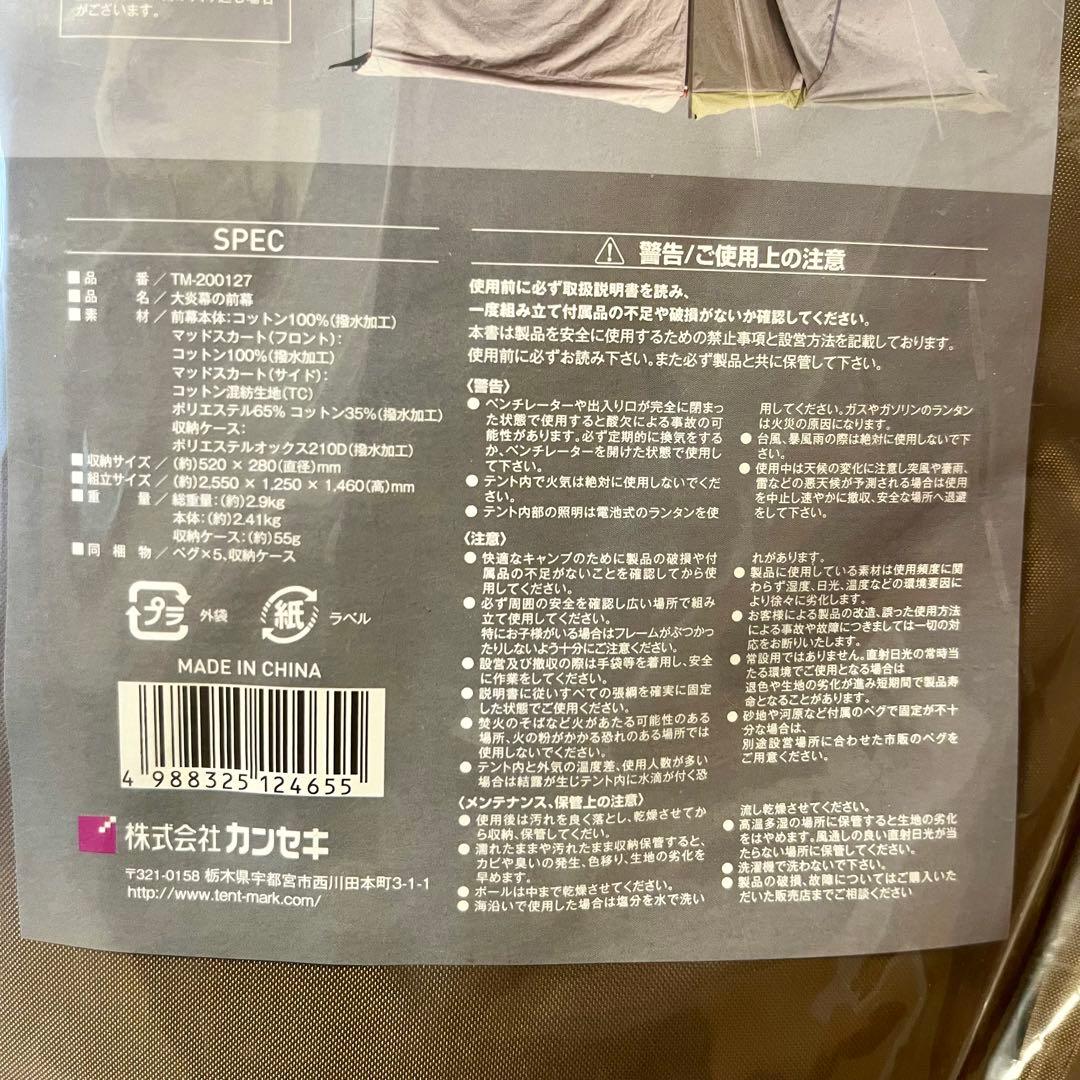 がございます。
SPEC
■品　番／TM-200127
■品　名／大炎幕の前幕
■素　材／前幕本体：コットン100%(撥水加工)
マッドスカート(フロント)：
コットン100%(撥水加工)
マッドスカート(サイド)：
コットン混紡生地(TC)
ポリエステル65% コットン35%(撥水加工)
収納ケース：
ポリエステルオックス210D(撥水加工)
■収納サイズ／(約)520×280(直径)mm
■組立サイズ／(約)2,550×1,250×1,460(高)mm
■重　量／総重量：(約)2.9kg
本体：(約)2.41kg
収納ケース：(約)55g
■同 梱 物／ペグ×5、収納ケース
プラ 外袋 紙 ラベル
MADE IN CHINA
4 988325 124655
株式会社 カンセキ
〒321-0158 栃木県宇都宮市西川田本町3-1-1
http://www.tent-mark.com/
警告/ご使用上の注意
使用前に必ず取扱説明書を読み、
一度組み立て付属品の不足や破損がないか確認してください。
本書は製品を安全に使用するための禁止事項と設営方法を記載しております。
使用前に必ずお読み下さい。また必ず製品と共に保管して下さい。
〈警告〉
●ベンチレーターや出入り口が完全に閉まっ
た状態で使用すると酸欠による事故の可
能性があります。必ず定期的に換気をする
か、ベンチレーターを開けた状態で使用し
て下さい。
●テント内で火気は絶対に使用しないでくだ
さい。
●テント内部の照明は電池式のランタンを使
用してください。ガスやガソリンのランタン
は火災の原因になります。
●台風、暴風雨の際は絶対に使用しないで下
さい。
●使用中は天候の変化に注意し突風や豪雨、
雷などの悪天候が予測される場合は使用
を中止し速やかに撤収、安全な場所へ退避
をして下さい。
〈注意〉
●快適なキャンプのために製品の破損や付
属品の不足がないことを確認してから使
用してください。
●必ず周囲の安全を確認し広い場所で組み
立て使用してください。
特にお子様がいる場合はフレームがぶつかっ
たりしないよう十分にご注意ください。
●設営及び撤収の際は手袋等を着用し、安全
に作業をしてください。
●説明書に従いすべての張綱を確実に固定
した状態でご使用ください。
●焚火のそばなど火があたる可能性のある
場所、火の粉がかかる恐れのある場所では
使用しないでください。
●テント内と外気の温度差、使用人数が多い
場合は結露が生じテント内に水滴が付く恐
れがあります。
●製品に使用している素材は使用頻度に関
わらず湿度、日光、温度などの環境要因に
より徐々に劣化します。
●お客様による製品の改造、誤った使用方法
による事故や故障につきましては一切の対
応をお断りいたします。
●常設用ではありません。直射日光の常時当
たる環境でご使用となる場合は
退色や生地の劣化が進み短期間で製品寿
命となることがあります。
●砂地や河原など付属のペグで固定が不十
分な場合は、
別途設営場所に合わせた市販のペグを
ご用意ください。
〈メンテナンス、保管上の注意〉
●使用後は汚れを良く落とし、乾燥させてか
ら収納、保管してください。
●濡れたままや汚れたまま収納保管すると、
カビや臭いの発生、色移り、生地の劣化を
早めます。
●ポールは中まで乾燥させてください。
●海沿いで使用した場合は塩分を水で洗い
流し乾燥させてください。
●高温多湿の場所に保管すると生地の劣化
をはやめます。風通しの良い直射日光が当
たらない場所に保管してください。
●洗濯機で洗わないで下さい。
●製品の破損、故障についてはご購入いた
だいた販売店までご相談ください